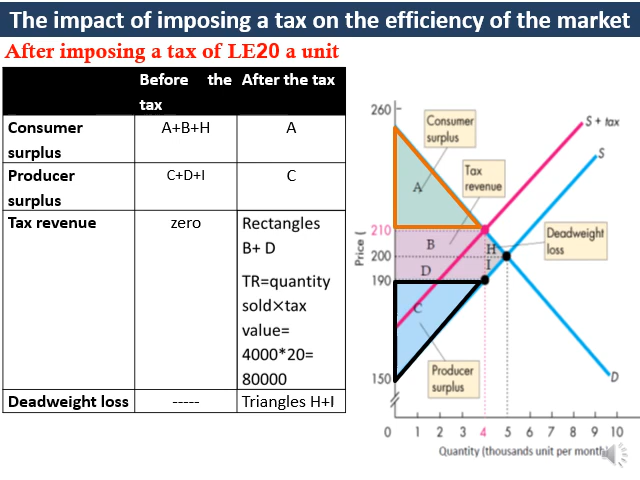 The impact of imposing a tax on the efficiency of the market
After imposing a tax of LE20 a unit
Before the tax
After the tax
Consumer surplus
A+B+H
A
Producer surplus
C+D+I
C
Tax revenue
zero
Rectangles
B+ D
TR=quantity
sold×tax
value=
4000*20=
80000
Deadweight loss
-----
Triangles H+I
Price (
260
210
200
190
150
0 1 2 3 4 5 6 7 8 9 10
Quantity (thousands unit per month)
Consumer
surplus
Tax
revenue
Deadweight
loss
Producer
surplus
S + tax
S
D
A
B
H
D
I
C